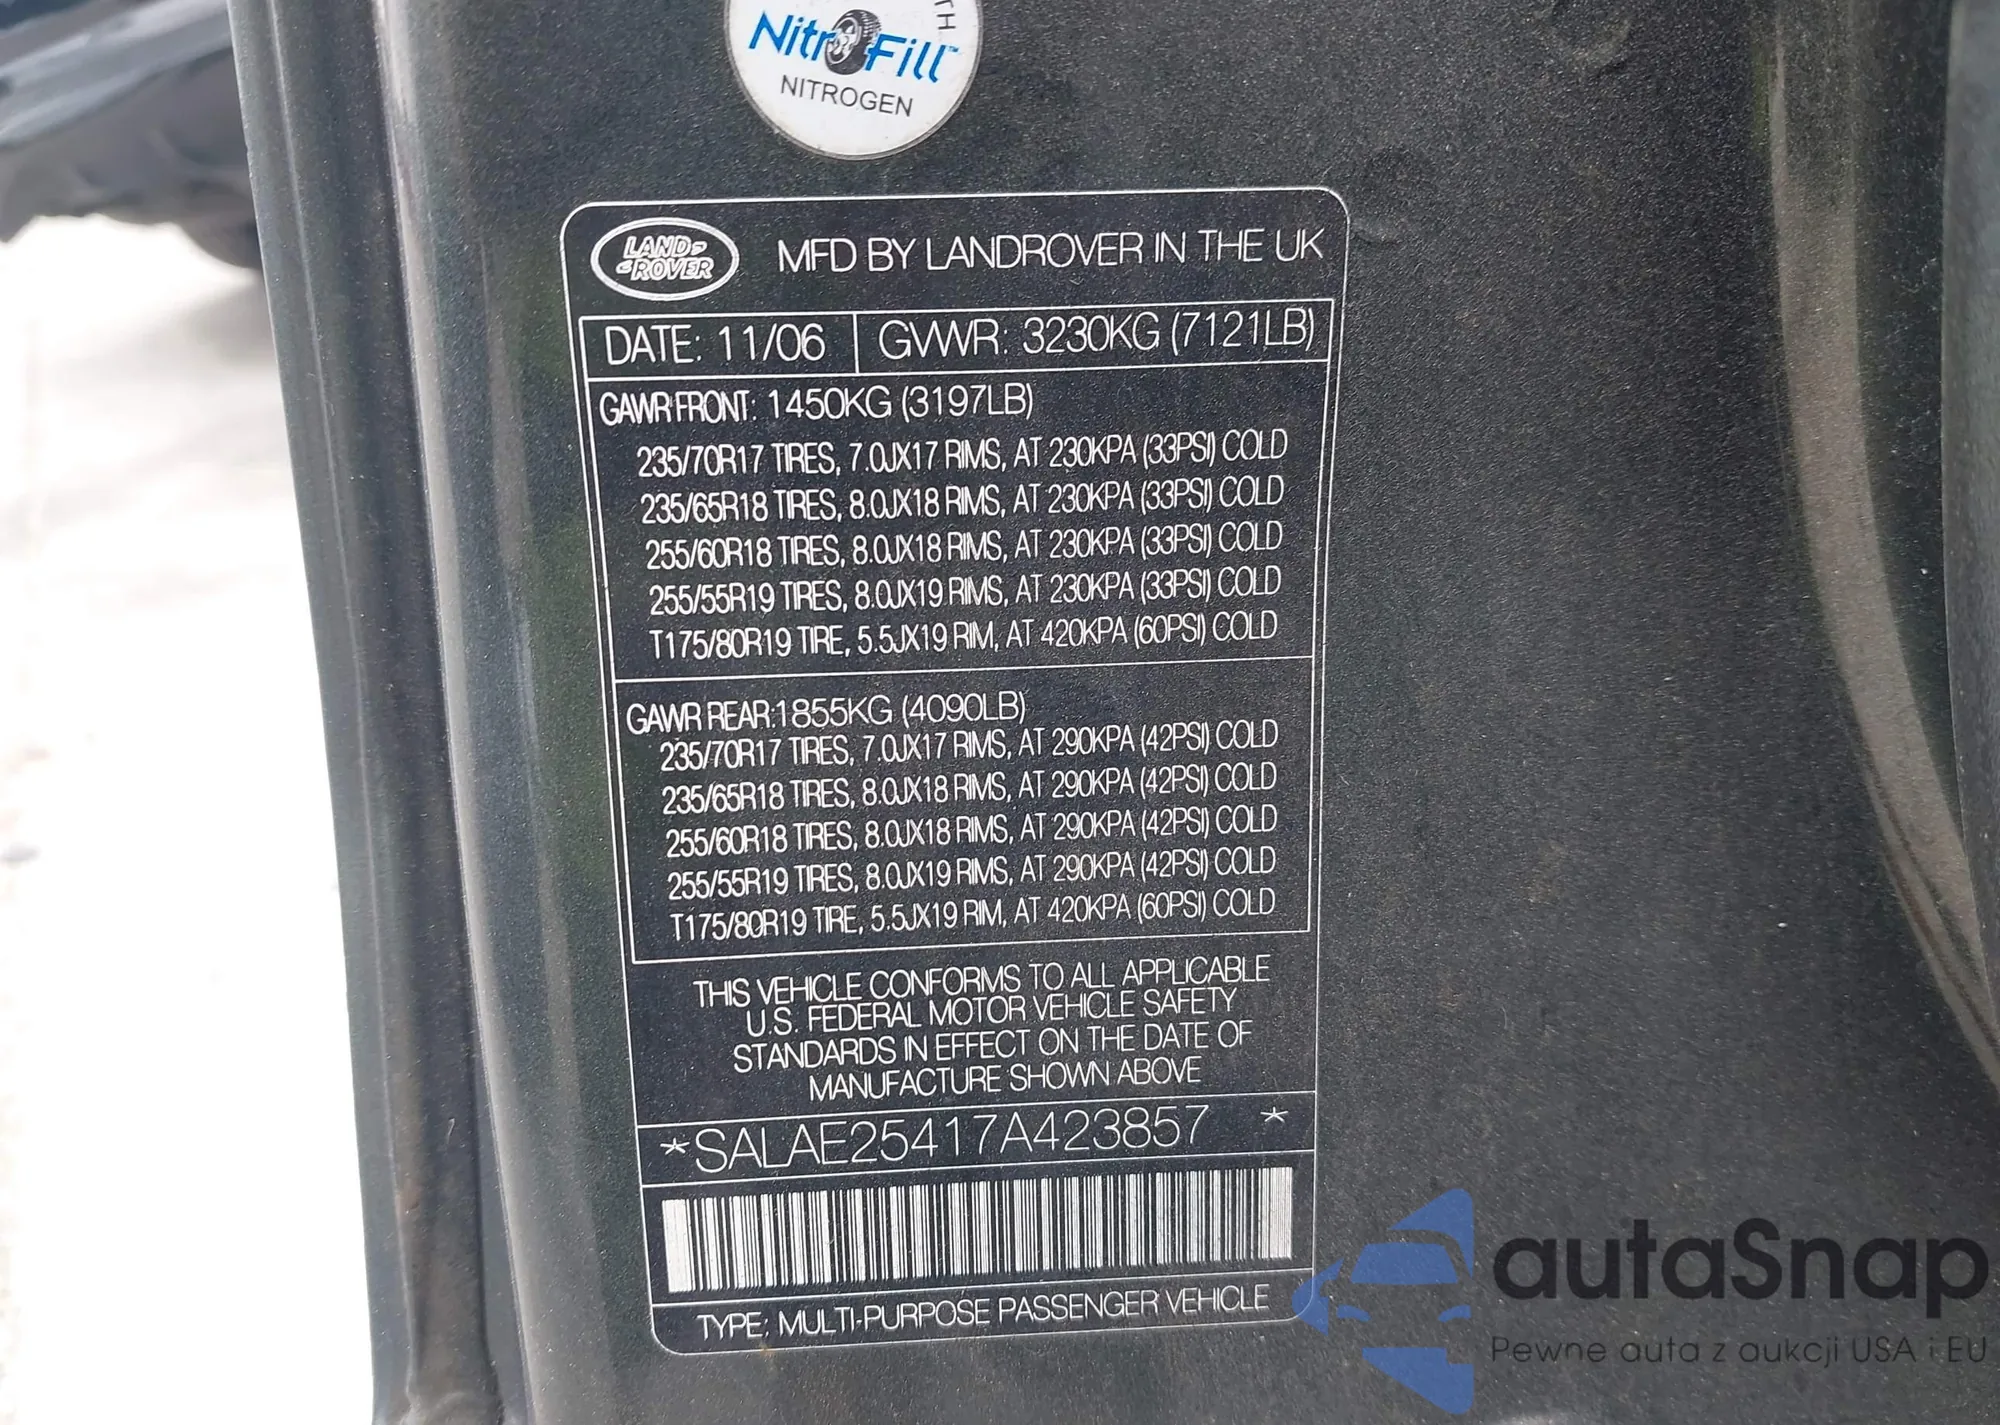 TH
NitroFill™
NITROGEN
LAND ROVER
MFD BY LANDROVER IN THE UK
DATE: 11/06 GVWR: 3230KG (7121LB)
GAWR FRONT: 1450KG (3197LB)
235/70R17 TIRES, 7.0JX17 RIMS, AT 230KPA (33PSI) COLD
235/65R18 TIRES, 8.0JX18 RIMS, AT 230KPA (33PSI) COLD
255/60R18 TIRES, 8.0JX18 RIMS, AT 230KPA (33PSI) COLD
255/55R19 TIRES, 8.0JX19 RIMS, AT 230KPA (33PSI) COLD
T175/80R19 TIRE, 5.5JX19 RIM, AT 420KPA (60PSI) COLD
GAWR REAR:1855KG (4090LB)
235/70R17 TIRES, 7.0JX17 RIMS, AT 290KPA (42PSI) COLD
235/65R18 TIRES, 8.0JX18 RIMS, AT 290KPA (42PSI) COLD
255/60R18 TIRES, 8.0JX18 RIMS, AT 290KPA (42PSI) COLD
255/55R19 TIRES, 8.0JX19 RIMS, AT 290KPA (42PSI) COLD
T175/80R19 TIRE, 5.5JX19 RIM, AT 420KPA (60PSI) COLD
THIS VEHICLE CONFORMS TO ALL APPLICABLE
U.S. FEDERAL MOTOR VEHICLE SAFETY
STANDARDS IN EFFECT ON THE DATE OF
MANUFACTURE SHOWN ABOVE
*SALAE25417A423857 *
TYPE: MULTI-PURPOSE PASSENGER VEHICLE
autaSnap
Pewne auta z aukcji USA i EU